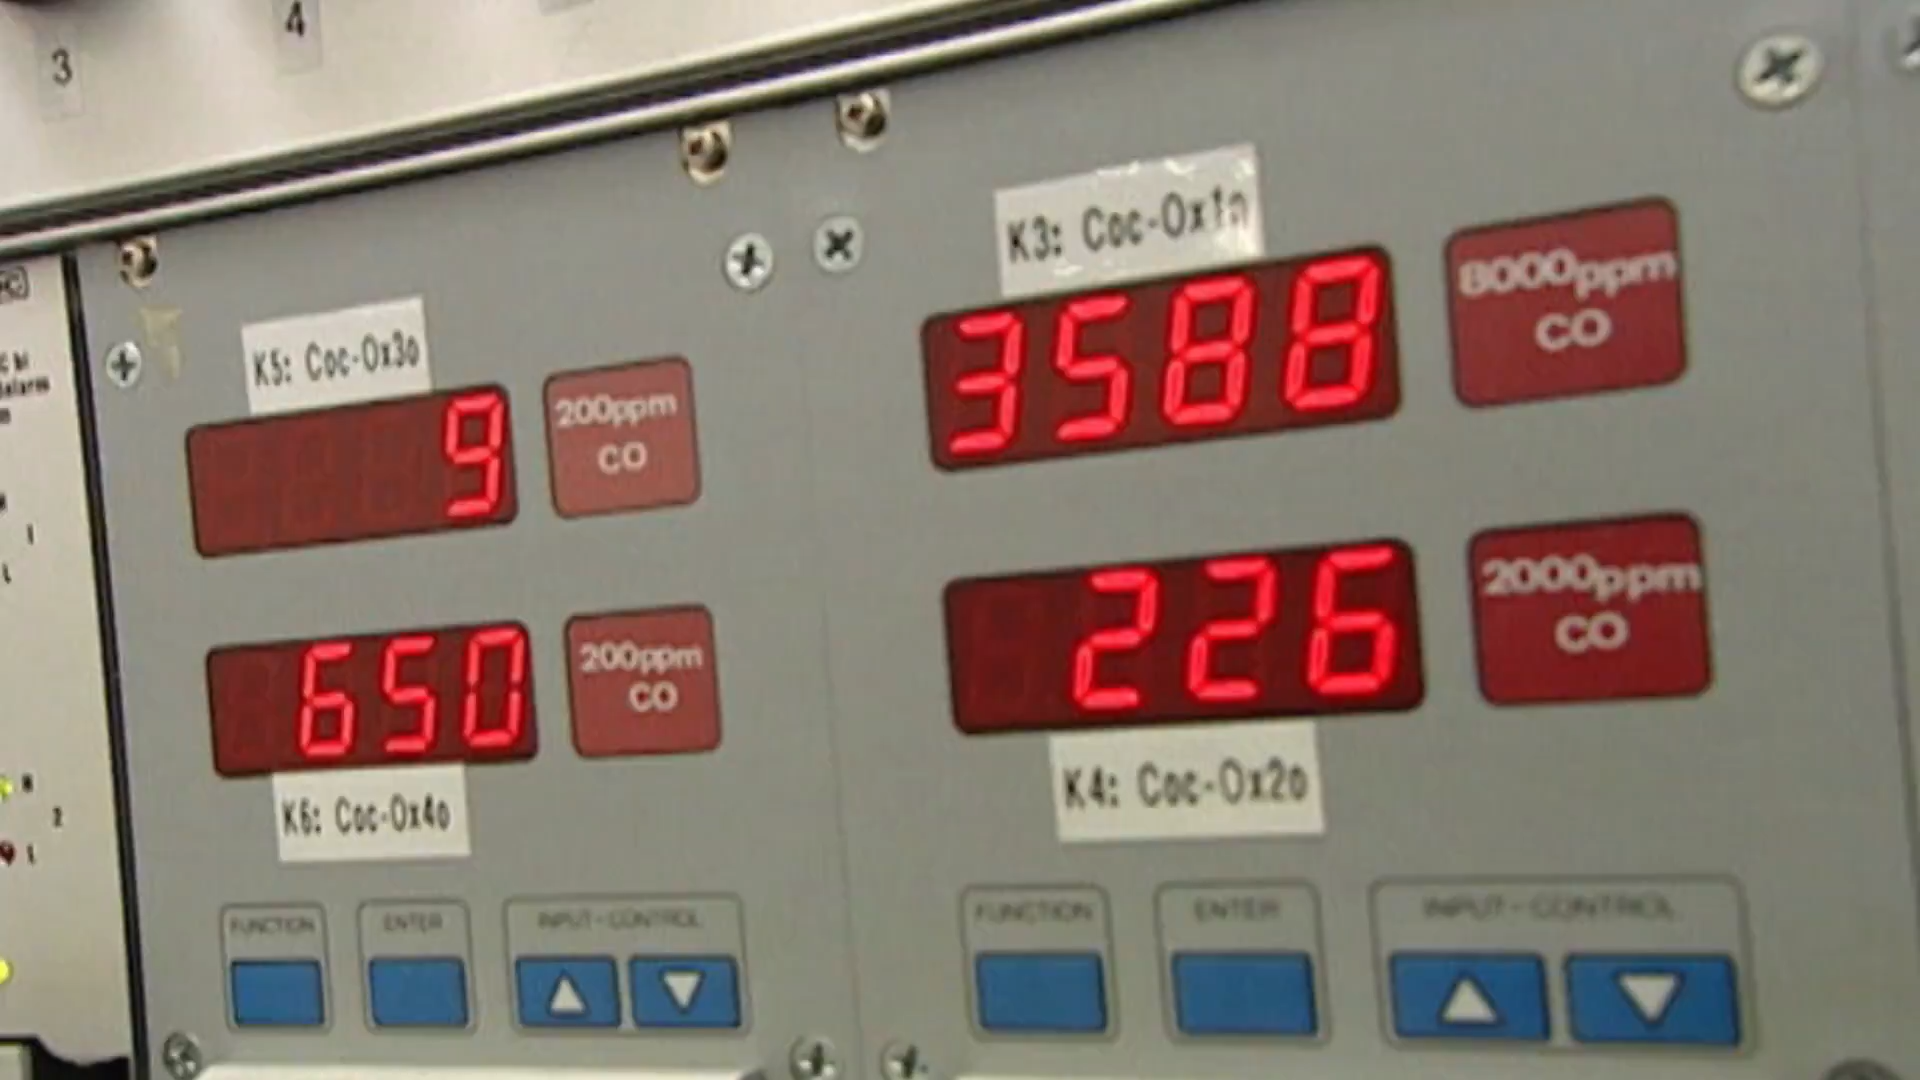 3
4
K5: Coc-Ox3o
9
200ppm
CO
650
200ppm
CO
K6: Coc-Ox4o
FUNCTION
ENTER
INPUT-CONTROL
K3: Coc-Ox1o
3588
8000ppm
CO
226
2000ppm
CO
K4: Coc-Ox2o
FUNCTION
ENTER
INPUT-CONTROL